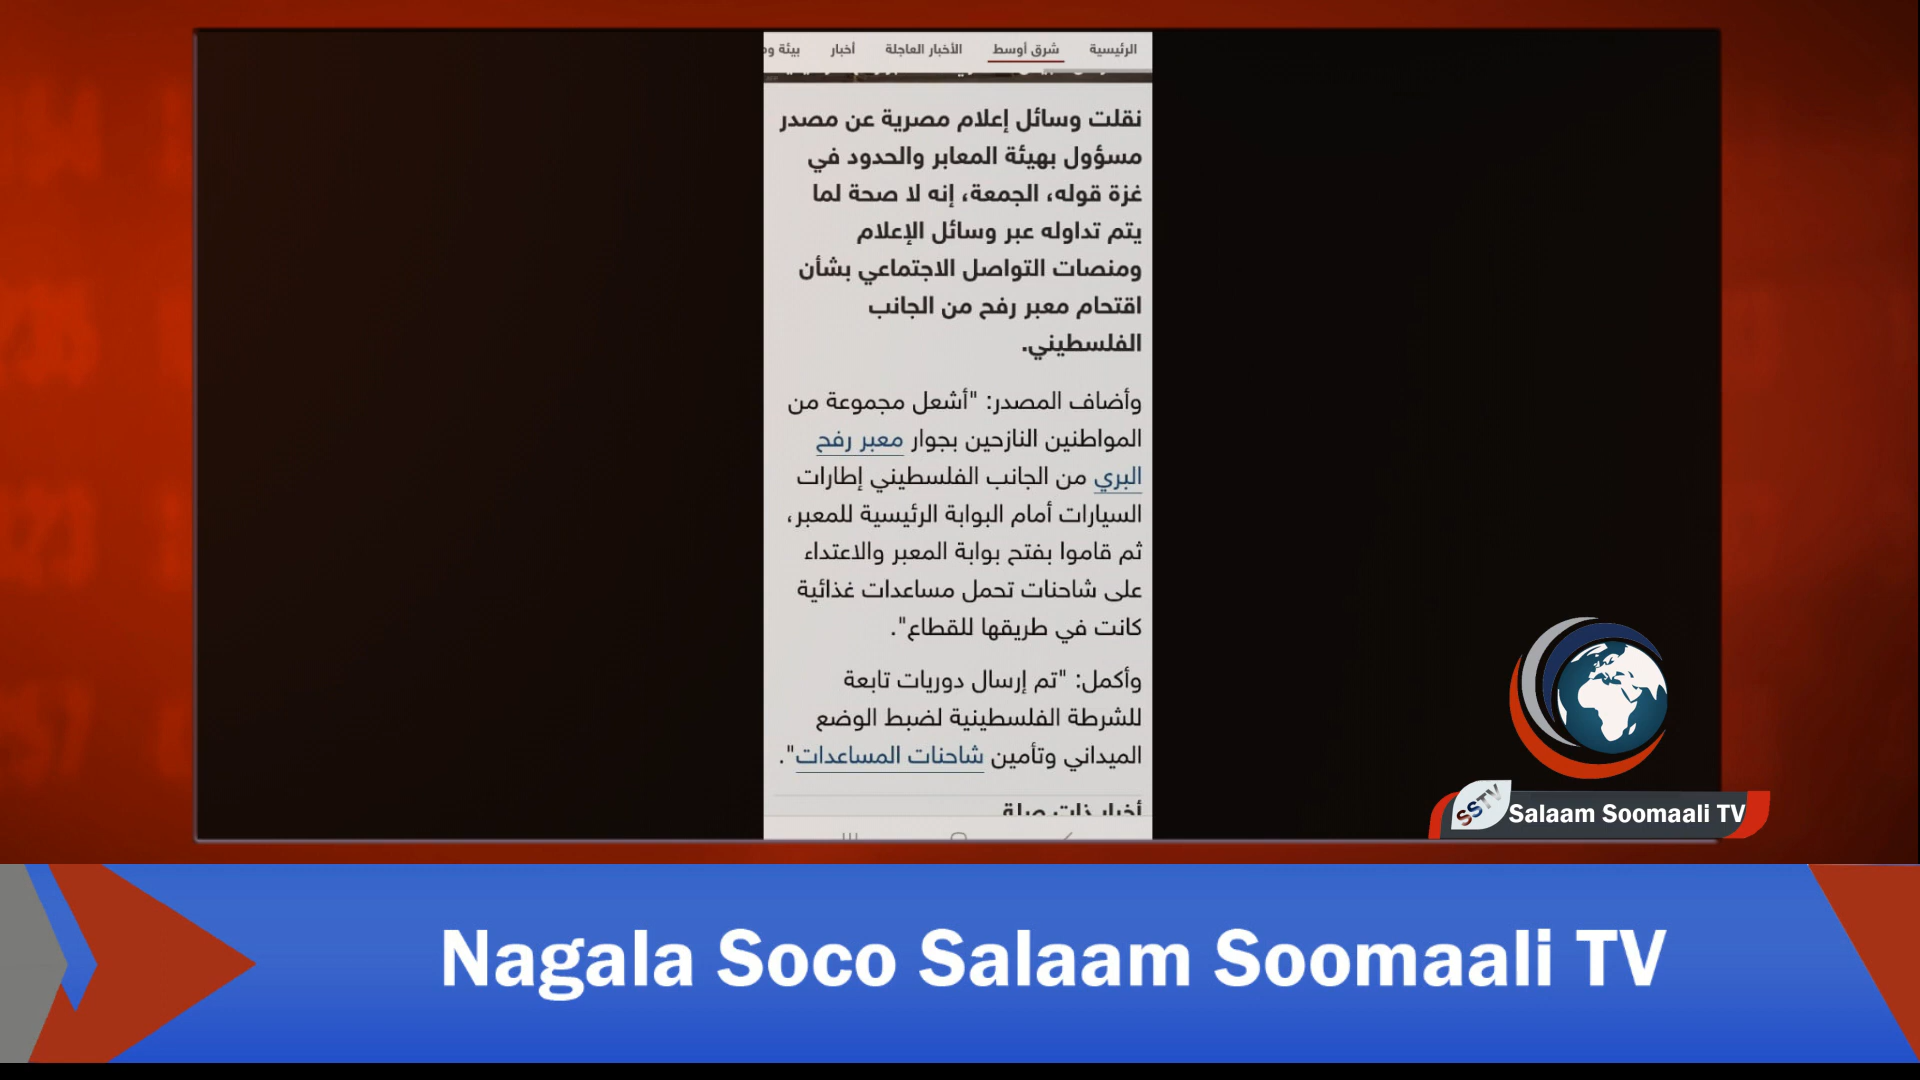 الرئيسية شرق أوسط الأخبار العاجلة أخبار بيئة
نقلت وسائل إعلام مصرية عن مصدر
مسؤول بهيئة المعابر والحدود في
غزة قوله، الجمعة، إنه لا صحة لما
يتم تداوله عبر وسائل الإعلام
ومنصات التواصل الاجتماعي بشأن
اقتحام معبر رفح من الجانب
الفلسطيني.
وأضاف المصدر: "أشعل مجموعة من
المواطنين النازحين بجوار معبر رفح
البري من الجانب الفلسطيني إطارات
السيارات أمام البوابة الرئيسية للمعبر،
ثم قاموا بفتح بوابة المعبر والاعتداء
على شاحنات تحمل مساعدات غذائية
كانت في طريقها للقطاع".
وأكمل: "تم إرسال دوريات تابعة
للشرطة الفلسطينية لضبط الوضع
الميداني وتأمين شاحنات المساعدات".
أخبار ذات صلة
SSTV Salaam Soomaali TV
Nagala Soco Salaam Soomaali TV